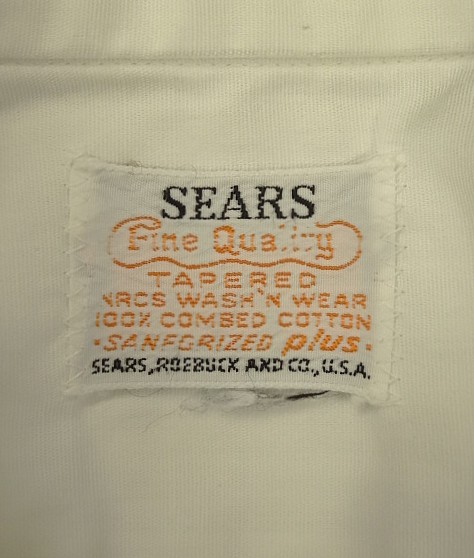 SEARS
Fine Quality
TAPERED
NRCS WASH'N WEAR
100% COMBED COTTON
·SANFORIZED plus·
SEARS, ROEBUCK AND CO., U.S.A.